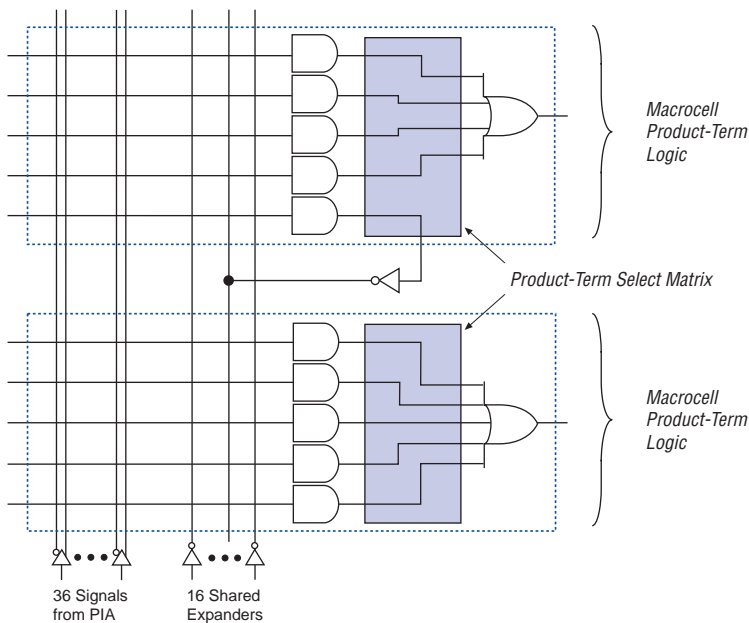 Macrocell
Product-Term
Logic
Product-Term Select Matrix
Macrocell
Product-Term
Logic
36 Signals
from PIA
16 Shared
Expanders